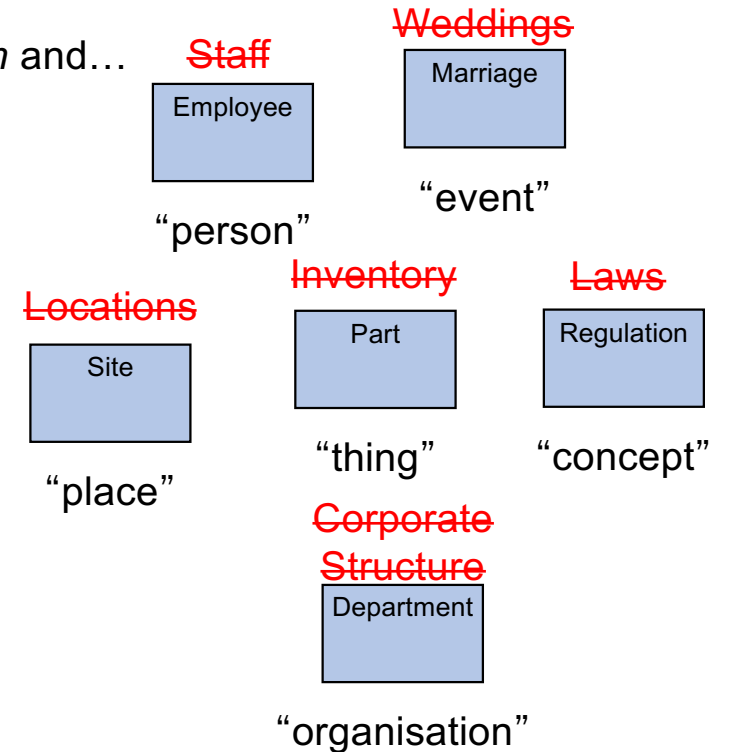 and…
Staff
Employee
“person”
Weddings
Marriage
“event”
Locations
Site
“place”
Inventory
Part
“thing”
Laws
Regulation
“concept”
Corporate
Structure
Department
“organisation”